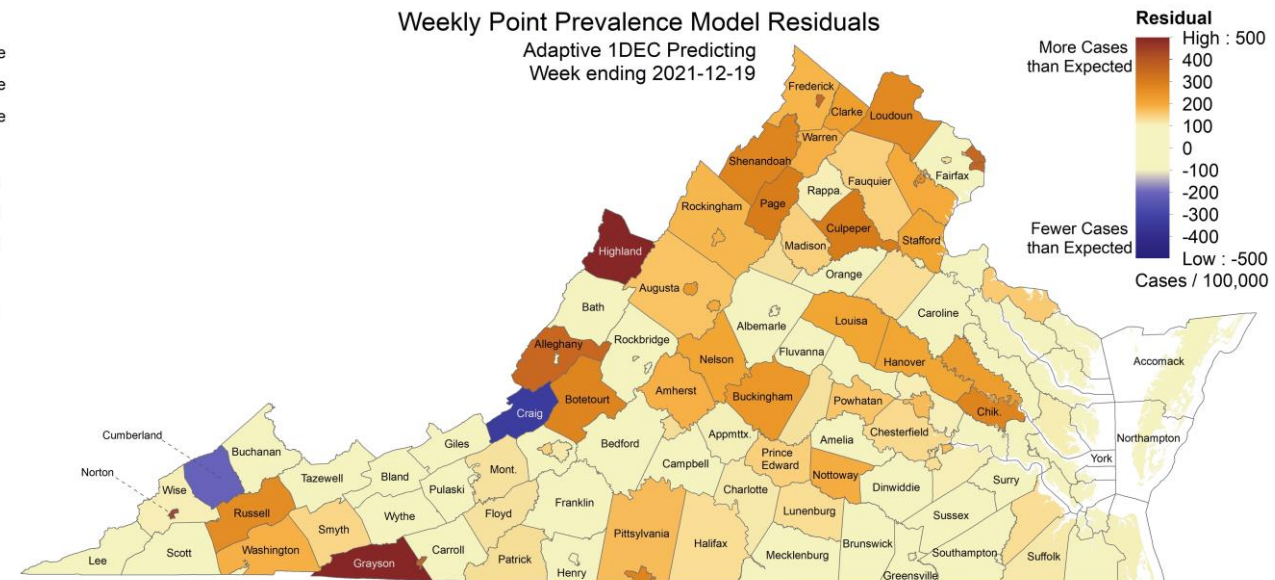 Weekly Point Prevalence Model Residuals
Adaptive 1DEC Predicting
Week ending 2021-12-19
e
e
e
Residual
More Cases
than Expected
High : 500
400
300
200
100
0
-100
-200
-300
-400
Low : -500
Fewer Cases
than Expected
Cases / 100,000
Frederick
Clarke
Loudoun
Warren
Shenandoah
Fairfax
Fauquier
Rappa.
Page
Rockingham
Culpeper
Stafford
Madison
Highland
Orange
Augusta
Bath
Caroline
Louisa
Albemarle
Rockbridge
Alleghany
Fluvanna
Nelson
Hanover
Accomack
Amherst
Buckingham
Botetourt
Powhatan
Chik.
Craig
Chesterfield
Appmttx.
Amelia
Cumberland
Giles
Bedford
Northampton
Buchanan
Prince
Edward
York
Campbell
Norton
Mont.
Tazewell
Bland
Nottoway
Wise
Pulaski
Charlotte
Dinwiddie
Surry
Franklin
Russell
Floyd
Lunenburg
Wythe
Sussex
Smyth
Pittsylvania
Halifax
Brunswick
Washington
Carroll
Scott
Patrick
Mecklenburg
Southampton
Suffolk
Lee
Grayson
Henry
Greensville